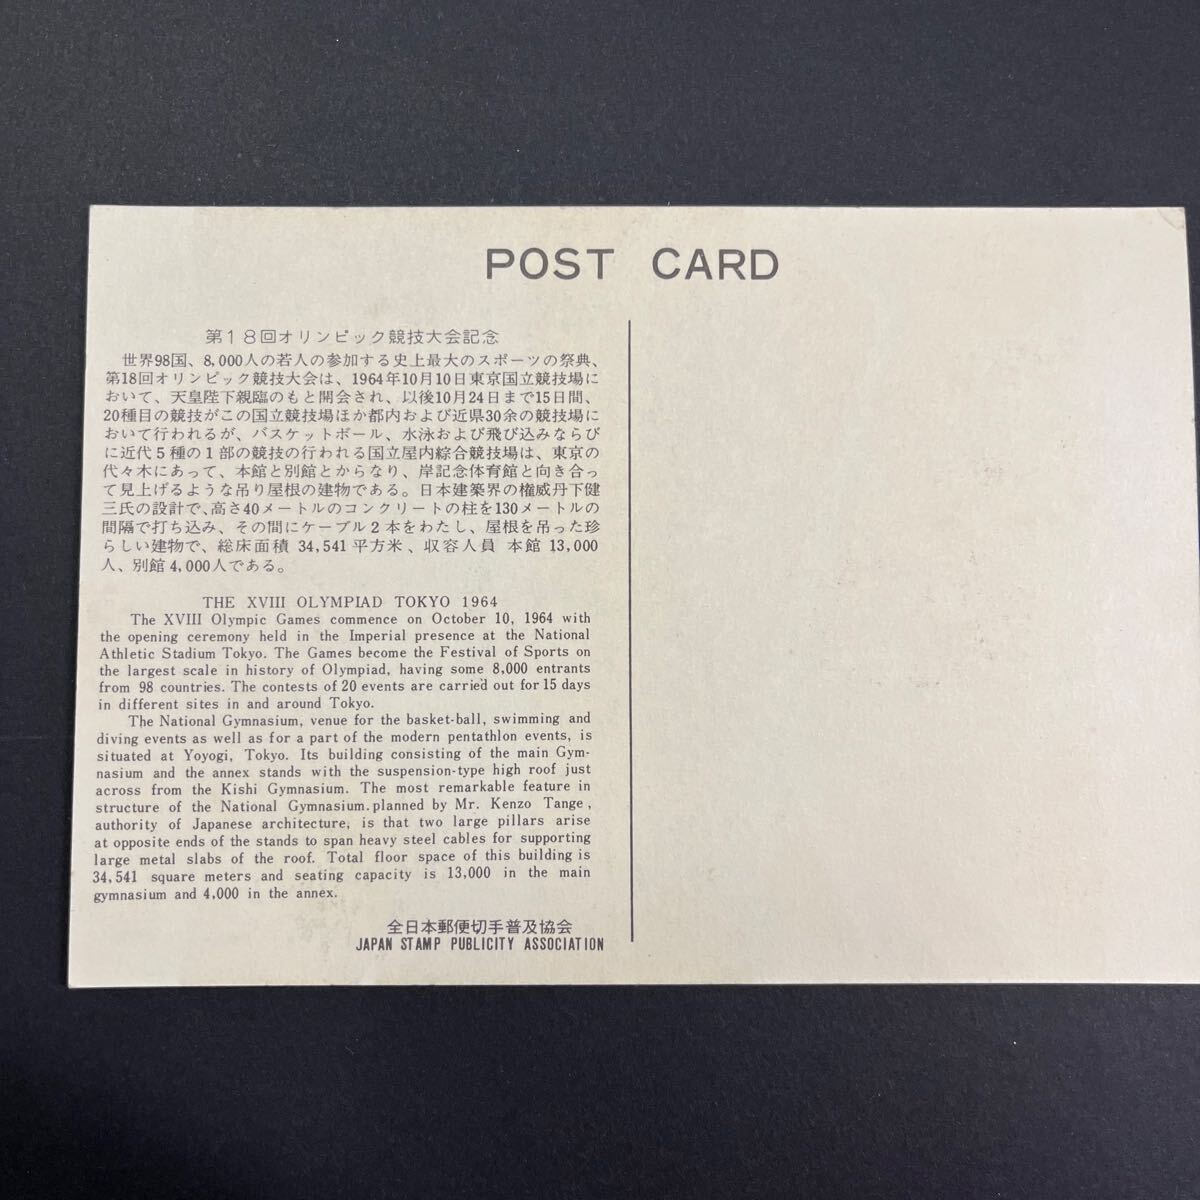 POST CARD
第18回オリンピック競技大会記念
世界98国、8,000人の若人の参加する史上最大のスポーツの祭典、
第18回オリンピック競技大会は、1964年10月10日東京国立競技場に
おいて、天皇陛下親臨のもと開会され、以後10月24日まで15日間、
20種目の競技がこの国立競技場ほか都内および近県30余の競技場に
おいて行われるが、バスケットボール、水泳および飛び込みならび
に近代5種の1部の競技の行われる国立屋内綜合競技場は、東京の
代々木にあって、本館と別館とからなり、岸記念体育館と向き合っ
て見上げるような吊り屋根の建物である。日本建築界の権威丹下健
三氏の設計で、高さ40メートルのコンクリートの柱を130メートルの
間隔で打ち込み、その間にケーブル2本をわたし、屋根を吊った珍
らしい建物で、総床面積 34,541平方米、収容人員 本館 13,000
人、別館 4,000人である。
THE XVIII OLYMPIAD TOKYO 1964
The XVIII Olympic Games commence on October 10, 1964 with
the opening ceremony held in the Imperial presence at the National
Athletic Stadium Tokyo. The Games become the Festival of Sports on
the largest scale in history of Olympiad, having some 8,000 entrants
from 98 countries. The contests of 20 events are carried out for 15 days
in different sites in and around Tokyo.
The National Gymnasium, venue for the basket-ball, swimming and
diving events as well as for a part of the modern pentathlon events, is
situated at Yoyogi, Tokyo. Its building consisting of the main Gym-
nasium and the annex stands with the suspension-type high roof just
across from the Kishi Gymnasium. The most remarkable feature in
structure of the National Gymnasium. planned by Mr. Kenzo Tange,
authority of Japanese architecture, is that two large pillars arise
at opposite ends of the stands to span heavy steel cables for supporting
large metal slabs of the roof. Total floor space of this building is
34,541 square meters and seating capacity is 13,000 in the main
gymnasium and 4,000 in the annex.
全日本郵便切手普及協会
JAPAN STAMP PUBLICITY ASSOCIATION